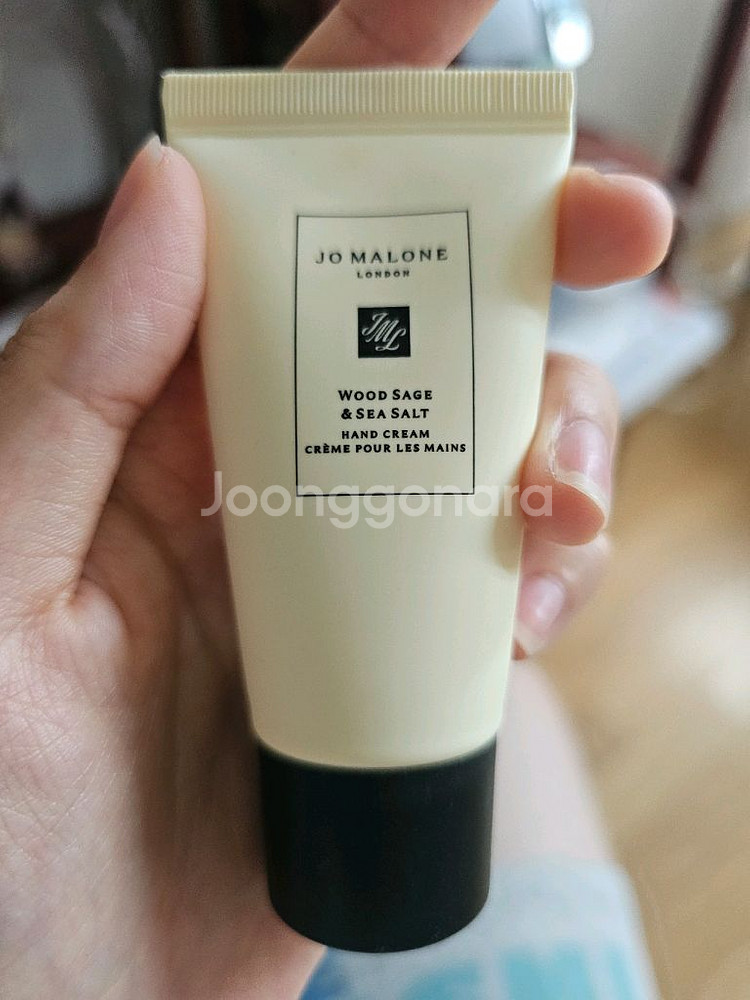 JO MALONE
LONDON
JML
WOOD SAGE
& SEA SALT
HAND CREAM
CRÈME POUR LES MAINS
Joonggonara